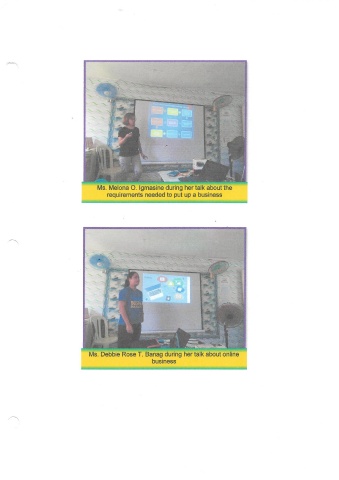 Ms. Melona O. Igmasine during her talk about the
requirements needed to put up a business
Ms. Debbie Rose T. Banag during her talk about online
business